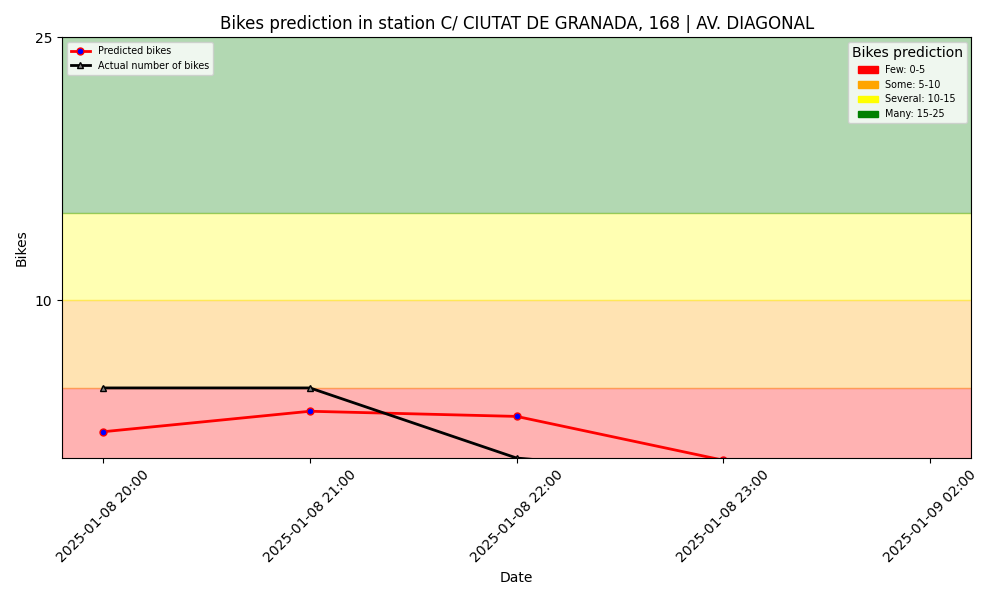 Bikes prediction in station C/ CIUTAT DE GRANADA, 168 | AV. DIAGONAL
Predicted bikes
Actual number of bikes
Bikes prediction
Few: 0-5
Some: 5-10
Several: 10-15
Many: 15-25
25
10
Bikes
2025-01-08 20:00
2025-01-08 21:00
2025-01-08 22:00
2025-01-08 23:00
2025-01-09 02:00
Date